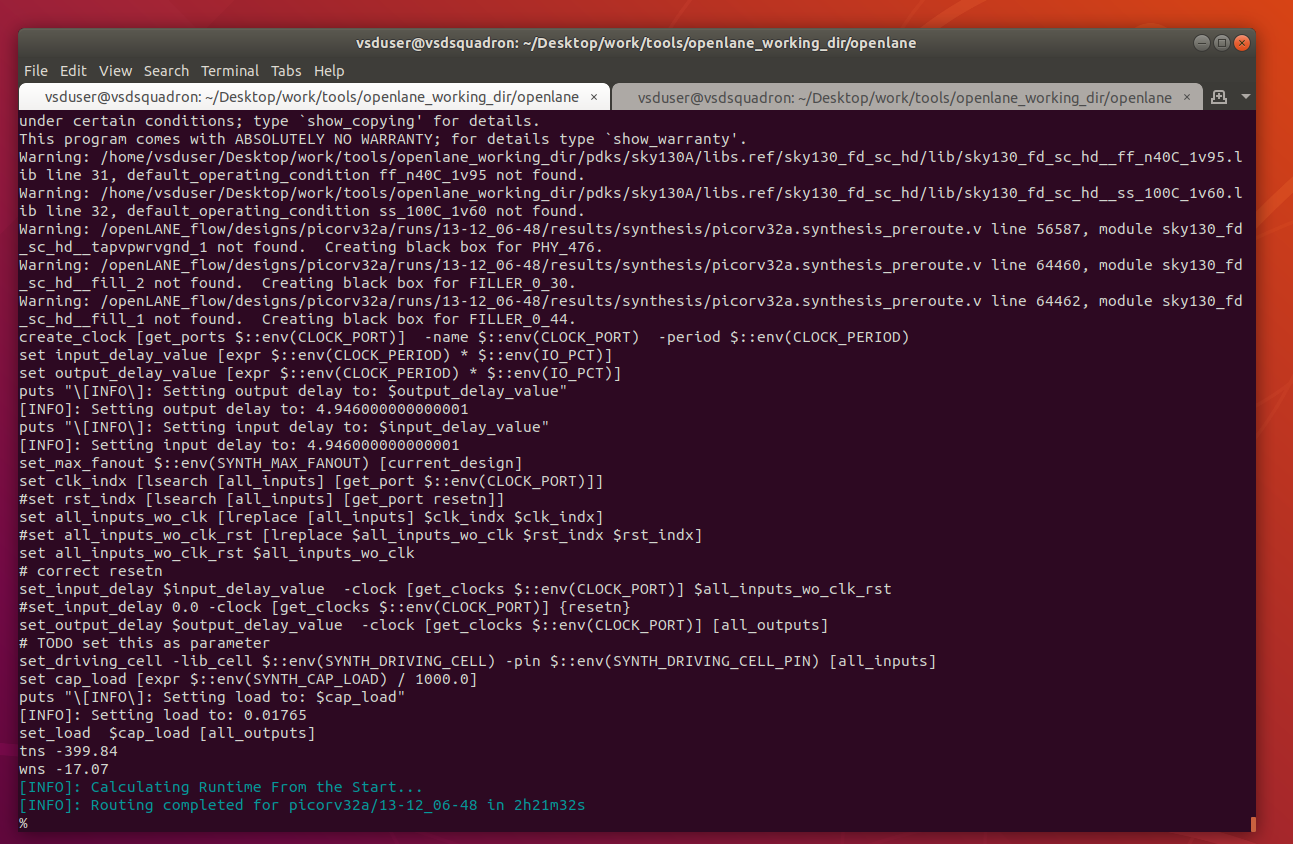 vsduser@vsdsquadron: ~/Desktop/work/tools/openlane_working_dir/openlane
File Edit View Search Terminal Tabs Help
vsduser@vsdsquadron: ~/Desktop/work/tools/openlane_working_dir/openlane × vsduser@vsdsquadron: ~/Desktop/work/tools/openlane_working_dir/openlane ×
under certain conditions; type `show_copying' for details.
This program comes with ABSOLUTELY NO WARRANTY; for details type `show_warranty'.
Warning: /home/vsduser/Desktop/work/tools/openlane_working_dir/pdks/sky130A/libs.ref/sky130_fd_sc_hd/lib/sky130_fd_sc_hd__ff_n40C_1v95.l
ib line 31, default_operating_condition ff_n40C_1v95 not found.
Warning: /home/vsduser/Desktop/work/tools/openlane_working_dir/pdks/sky130A/libs.ref/sky130_fd_sc_hd/lib/sky130_fd_sc_hd__ss_100C_1v60.l
ib line 32, default_operating_condition ss_100C_1v60 not found.
Warning: /openLANE_flow/designs/picorv32a/runs/13-12_06-48/results/synthesis/picorv32a.synthesis_preroute.v line 56587, module sky130_fd
_sc_hd__tapvpwrvgnd_1 not found.  Creating black box for PHY_476.
Warning: /openLANE_flow/designs/picorv32a/runs/13-12_06-48/results/synthesis/picorv32a.synthesis_preroute.v line 64460, module sky130_fd
_sc_hd__fill_2 not found.  Creating black box for FILLER_0_30.
Warning: /openLANE_flow/designs/picorv32a/runs/13-12_06-48/results/synthesis/picorv32a.synthesis_preroute.v line 64462, module sky130_fd
_sc_hd__fill_1 not found.  Creating black box for FILLER_0_44.
create_clock [get_ports $::env(CLOCK_PORT)]  -name $::env(CLOCK_PORT)  -period $::env(CLOCK_PERIOD)
set input_delay_value [expr $::env(CLOCK_PERIOD) * $::env(IO_PCT)]
set output_delay_value [expr $::env(CLOCK_PERIOD) * $::env(IO_PCT)]
puts "\[INFO\]: Setting output delay to: $output_delay_value"
[INFO]: Setting output delay to: 4.946000000000001
puts "\[INFO\]: Setting input delay to: $input_delay_value"
[INFO]: Setting input delay to: 4.946000000000001
set_max_fanout $::env(SYNTH_MAX_FANOUT) [current_design]
set clk_indx [lsearch [all_inputs] [get_port $::env(CLOCK_PORT)]]
#set rst_indx [lsearch [all_inputs] [get_port resetn]]
set all_inputs_wo_clk [lreplace [all_inputs] $clk_indx $clk_indx]
#set all_inputs_wo_clk_rst [lreplace $all_inputs_wo_clk $rst_indx $rst_indx]
set all_inputs_wo_clk_rst $all_inputs_wo_clk
# correct resetn
set_input_delay $input_delay_value  -clock [get_clocks $::env(CLOCK_PORT)] $all_inputs_wo_clk_rst
#set_input_delay 0.0 -clock [get_clocks $::env(CLOCK_PORT)] {resetn}
set_output_delay $output_delay_value  -clock [get_clocks $::env(CLOCK_PORT)] [all_outputs]
# TODO set this as parameter
set_driving_cell -lib_cell $::env(SYNTH_DRIVING_CELL) -pin $::env(SYNTH_DRIVING_CELL_PIN) [all_inputs]
set cap_load [expr $::env(SYNTH_CAP_LOAD) / 1000.0]
puts "\[INFO\]: Setting load to: $cap_load"
[INFO]: Setting load to: 0.01765
set_load  $cap_load [all_outputs]
tns -399.84
wns -17.07
[INFO]: Calculating Runtime From the Start...
[INFO]: Routing completed for picorv32a/13-12_06-48 in 2h21m32s
%